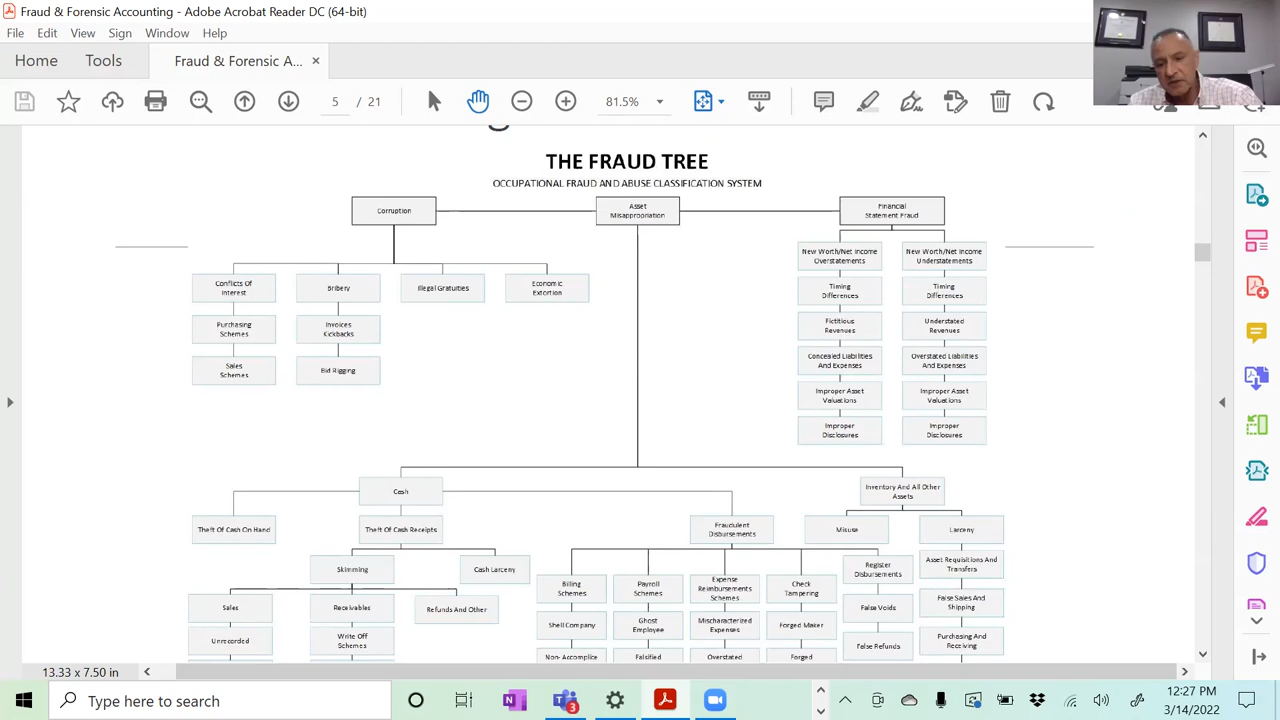 Fraud & Forensic Accounting - Adobe Acrobat Reader DC (64-bit)
File Edit View Sign Window Help
Home Tools Fraud & Forensic A... ×
5 / 21 81.5%
THE FRAUD TREE
OCCUPATIONAL FRAUD AND ABUSE CLASSIFICATION SYSTEM
Corruption
Asset
Misappropriation
Financial
Statement Fraud
Conflicts Of
Interest
Purchasing
Schemes
Sales
Schemes
Bribery
Invoices
Kickbacks
Bid Rigging
Illegal Gratuities
Economic
Extortion
New Worth/Net Income
Overstatements
Timing
Differences
Fictitious
Revenues
Concealed Liabilities
And Expenses
Improper Asset
Valuations
Improper
Disclosures
New Worth/Net Income
Understatements
Timing
Differences
Understated
Revenues
Overstated Liabilities
And Expenses
Improper Asset
Valuations
Improper
Disclosures
Cash
Inventory And All Other
Assets
Theft Of Cash On Hand
Theft Of Cash Receipts
Fraudulent
Disbursements
Misuse
Larceny
Skimming
Cash Larceny
Sales
Unrecorded
Receivables
Write Off
Schemes
Refunds And Other
Billing
Schemes
Shell Company
Non- Accomplice
Payroll
Schemes
Ghost
Employee
Falsified
Expense
Reimbursements
Schemes
Mischaracterized
Expenses
Overstated
Check
Tampering
Forged Maker
Forged
Register
Disbursements
False Voids
False Refunds
Asset Requisitions And
Transfers
False Sales And
Shipping
Purchasing And
Receiving
13.33 x 7.50 in
Type here to search
3
12:27 PM
3/14/2022